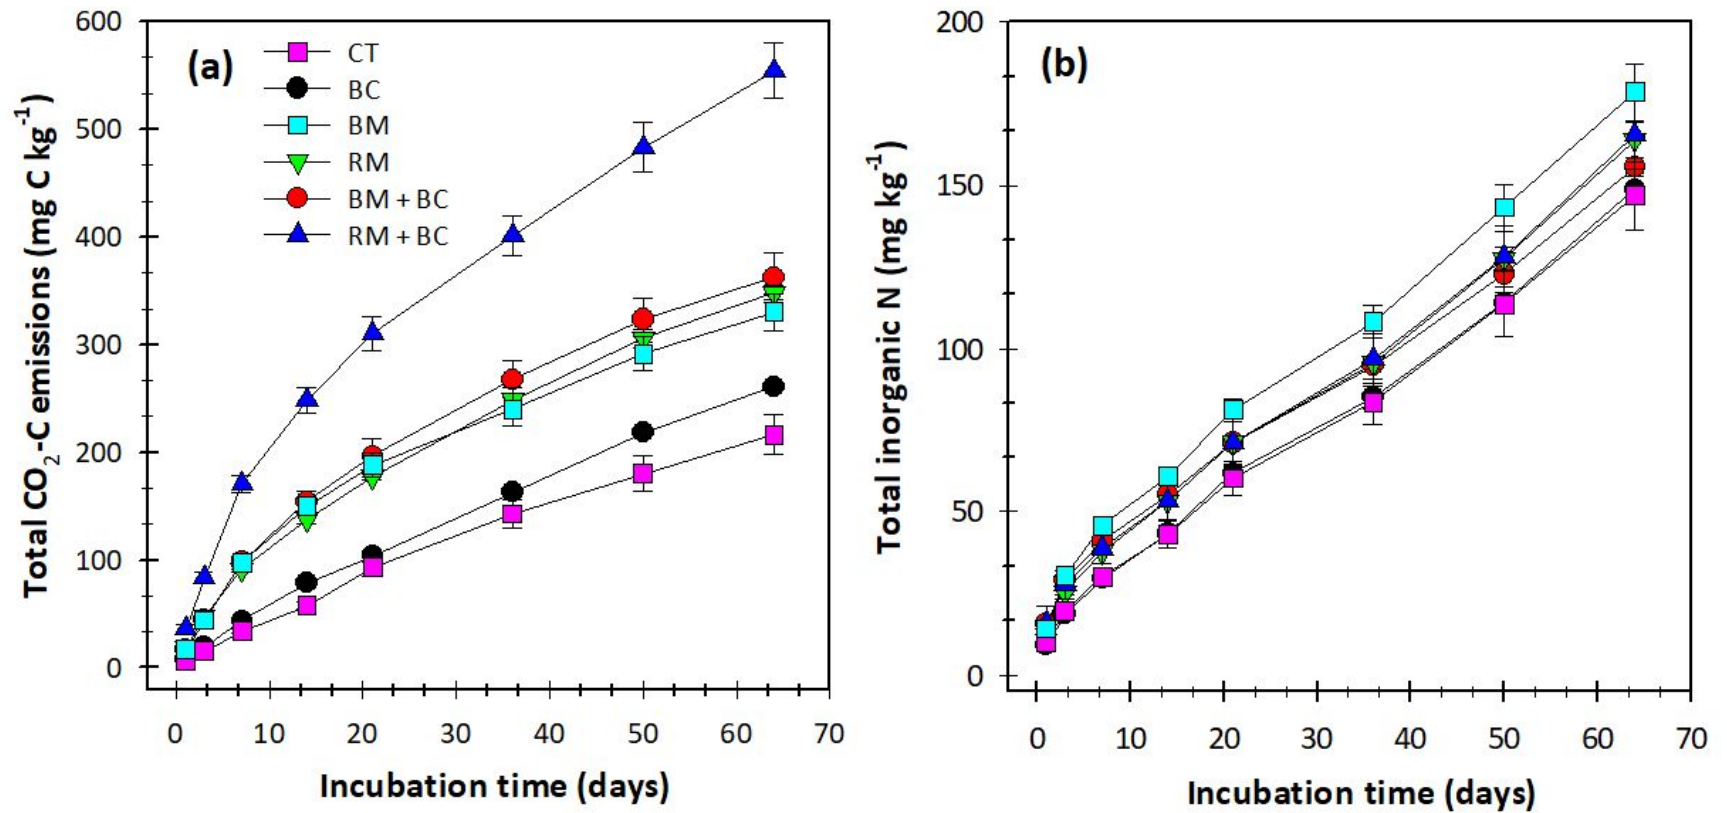 (a)
CT
BC
BM
RM
BM + BC
RM + BC
600
500
400
300
200
100
0
Total CO₂-C emissions (mg C kg⁻¹)
0 10 20 30 40 50 60 70
Incubation time (days)
(b)
200
150
100
50
0
Total inorganic N (mg kg⁻¹)
0 10 20 30 40 50 60 70
Incubation time (days)